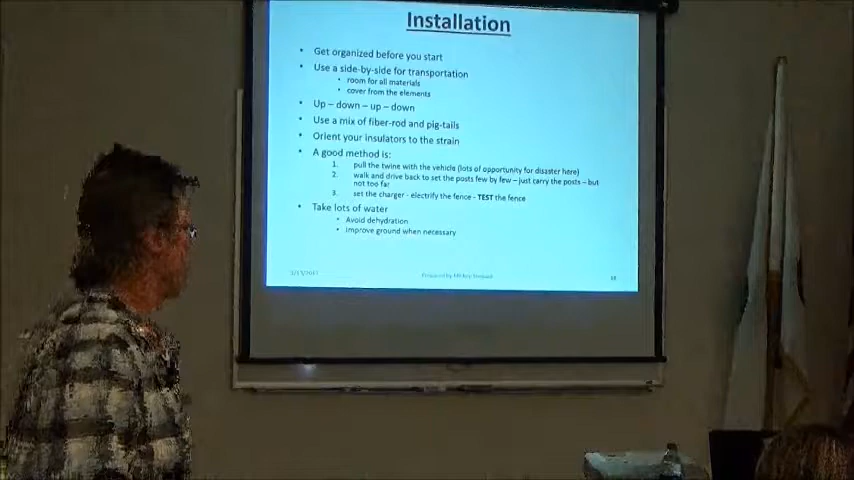 Installation
• Get organized before you start
• Use a side-by-side for transportation
• room for all materials
• cover from the elements
• Up – down – up – down
• Use a mix of fiber-rod and pig-tails
• Orient your insulators to the strain
• A good method is:
1. pull the twine with the vehicle (lots of opportunity for disaster here)
2. walk and drive back to set the posts few by few – just carry the posts – but
not too far
3. set the charger - electrify the fence - TEST the fence
• Take lots of water
• Avoid dehydration
• Improve ground when necessary
Prepared by